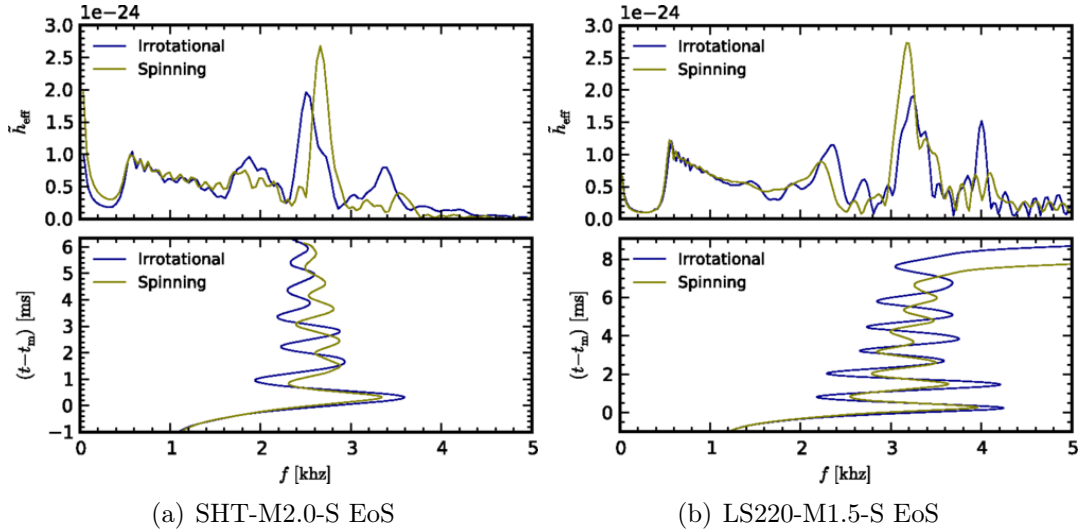 1e−24
3.0
2.5
2.0
1.5
1.0
0.5
0.0
h̃eff
Irrotational
Spinning
6
5
4
3
2
1
0
−1
(t−tm) [ms]
Irrotational
Spinning
0 1 2 3 4 5
f [khz]
(a) SHT-M2.0-S EoS
1e−24
3.0
2.5
2.0
1.5
1.0
0.5
0.0
h̃eff
Irrotational
Spinning
8
6
4
2
0
(t−tm) [ms]
Irrotational
Spinning
0 1 2 3 4 5
f [khz]
(b) LS220-M1.5-S EoS